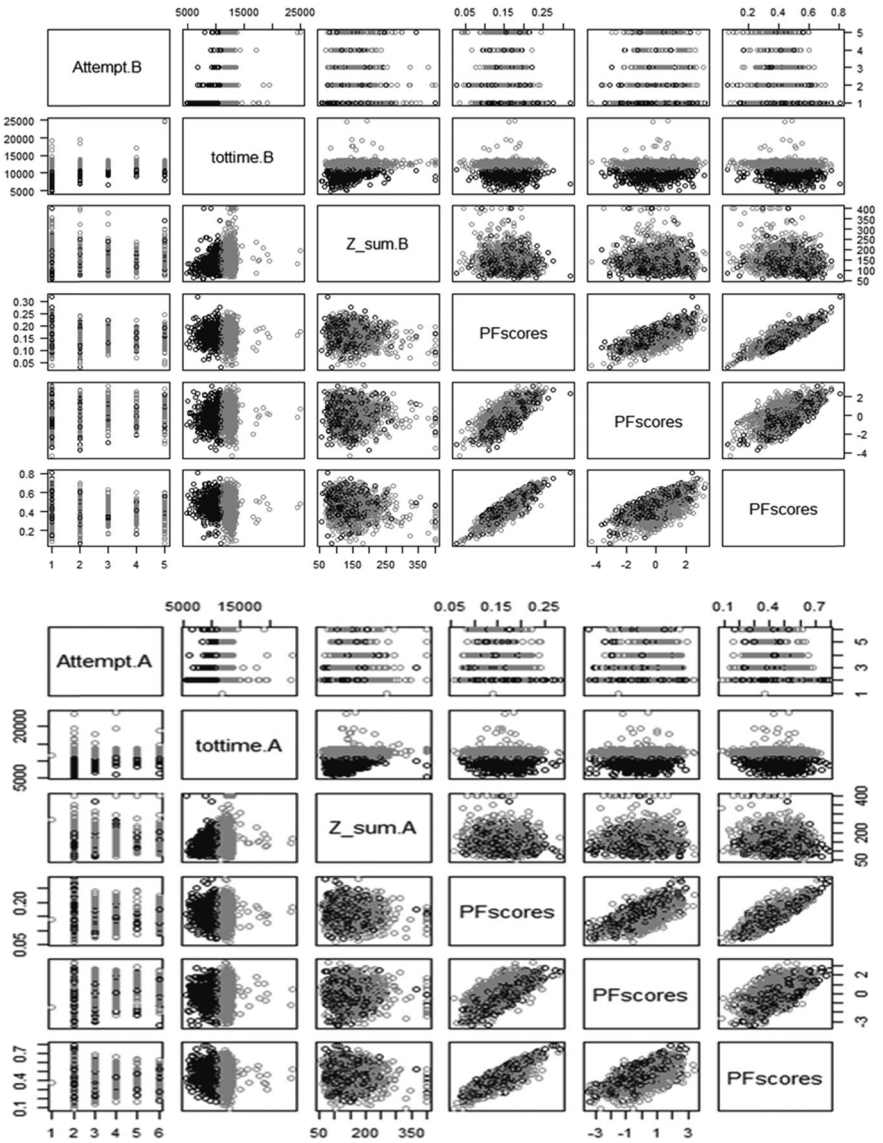 5000 15000 25000
0.05 0.15 0.25
0.2 0.4 0.6 0.8
Attempt.B
1 2 3 4 5
5000 10000 15000 20000 25000
tottime.B
Z_sum.B
50 100 150 200 250 300 350 400
0.05 0.10 0.15 0.20 0.25 0.30
PFscores
PFscores
-4 -2 0 2
0.2 0.4 0.6 0.8
PFscores
1 2 3 4 5
50 150 250 350
-4 -2 0 2
5000 15000
0.05 0.15 0.25
0.1 0.4 0.7
Attempt.A
1 3 5
5000 20000
tottime.A
Z_sum.A
50 200 400
0.05 0.20
PFscores
PFscores
-3 0 2
0.1 0.4 0.7
PFscores
1 2 3 4 5 6
50 200 350
-3 -1 1 3